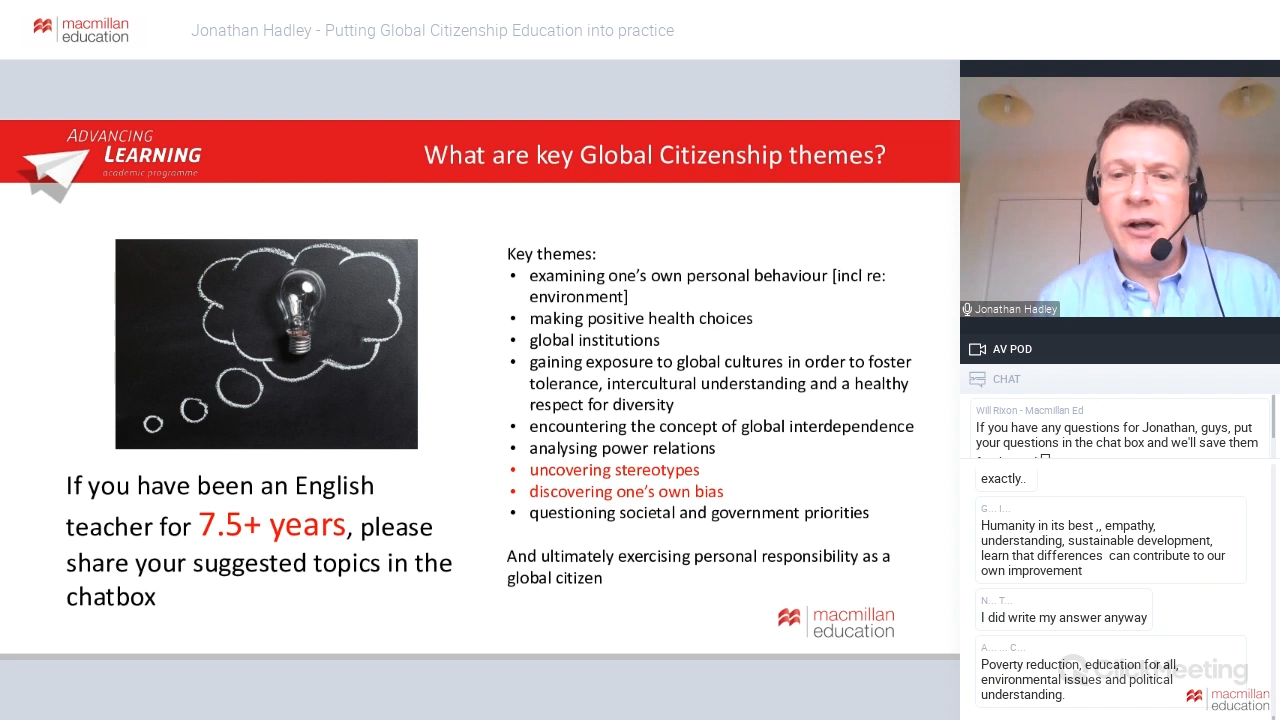 macmillan
education
Jonathan Hadley - Putting Global Citizenship Education into practice
ADVANCING
LEARNING
academic programme
What are key Global Citizenship themes?
If you have been an English
teacher for 7.5+ years, please
share your suggested topics in the
chatbox
Key themes:
• examining one's own personal behaviour [incl re:
environment]
• making positive health choices
• global institutions
• gaining exposure to global cultures in order to foster
tolerance, intercultural understanding and a healthy
respect for diversity
• encountering the concept of global interdependence
• analysing power relations
• uncovering stereotypes
• discovering one's own bias
• questioning societal and government priorities
And ultimately exercising personal responsibility as a
global citizen
macmillan
education
Jonathan Hadley
AV POD
CHAT
Will Rixon - Macmillan Ed
If you have any questions for Jonathan, guys, put
your questions in the chat box and we'll save them
exactly..
G... I...
Humanity in its best ,, empathy,
understanding, sustainable development,
learn that differences can contribute to our
own improvement
N... T...
I did write my answer anyway
A... ... C...
Poverty reduction, education for all,
environmental issues and political
understanding.
ClickMeeting
macmillan
education